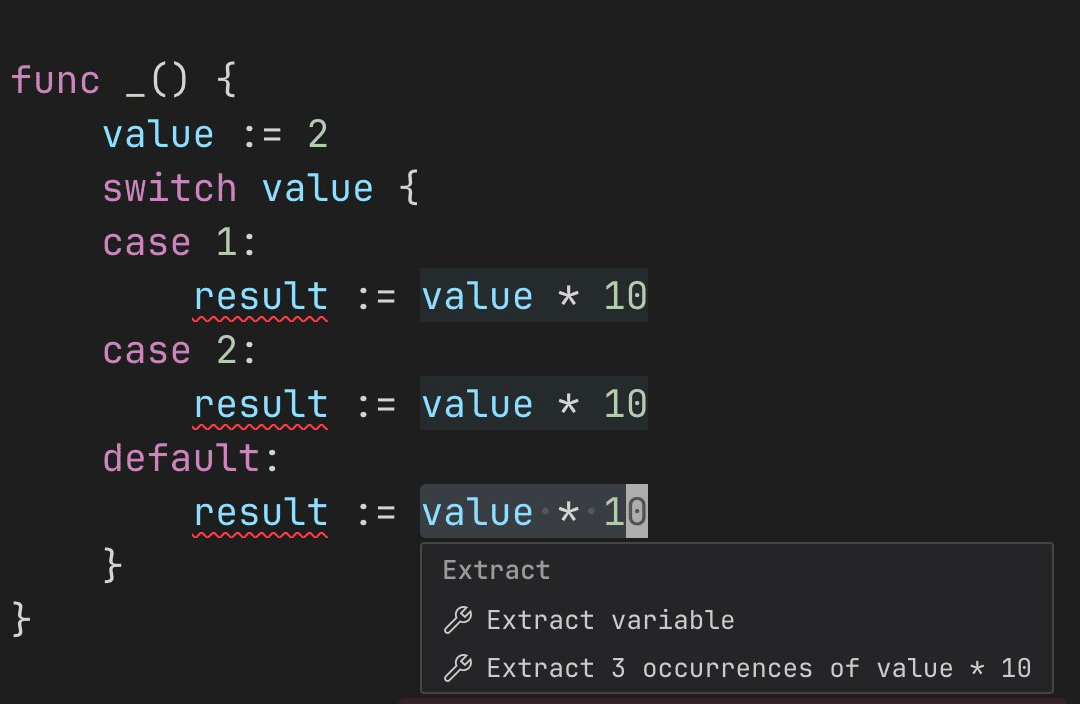 func _() {
value := 2
switch value {
case 1:
result := value * 10
case 2:
result := value * 10
default:
result := value * 10
}
}
Extract
Extract variable
Extract 3 occurrences of value * 10